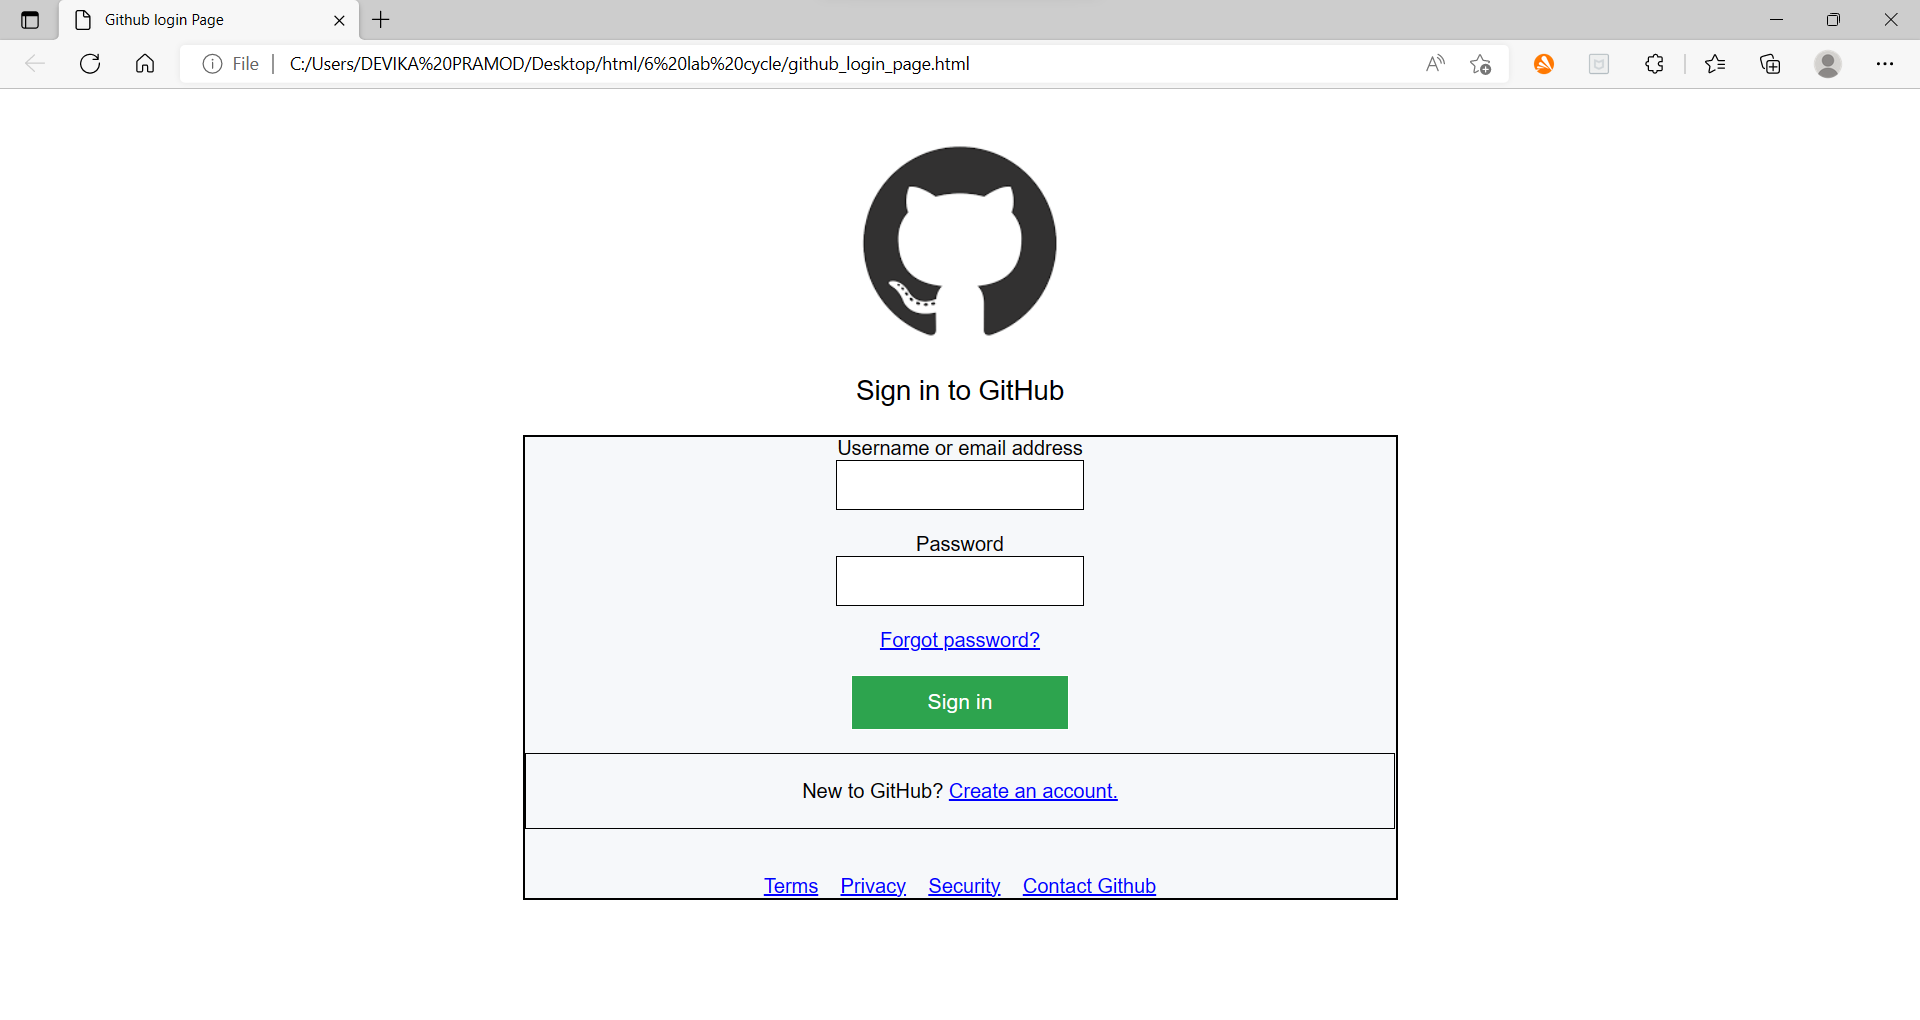 Github login Page
File C:/Users/DEVIKA%20PRAMOD/Desktop/html/6%20lab%20cycle/github_login_page.html
Sign in to GitHub
Username or email address
Password
Forgot password?
Sign in
New to GitHub? Create an account.
Terms Privacy Security Contact Github